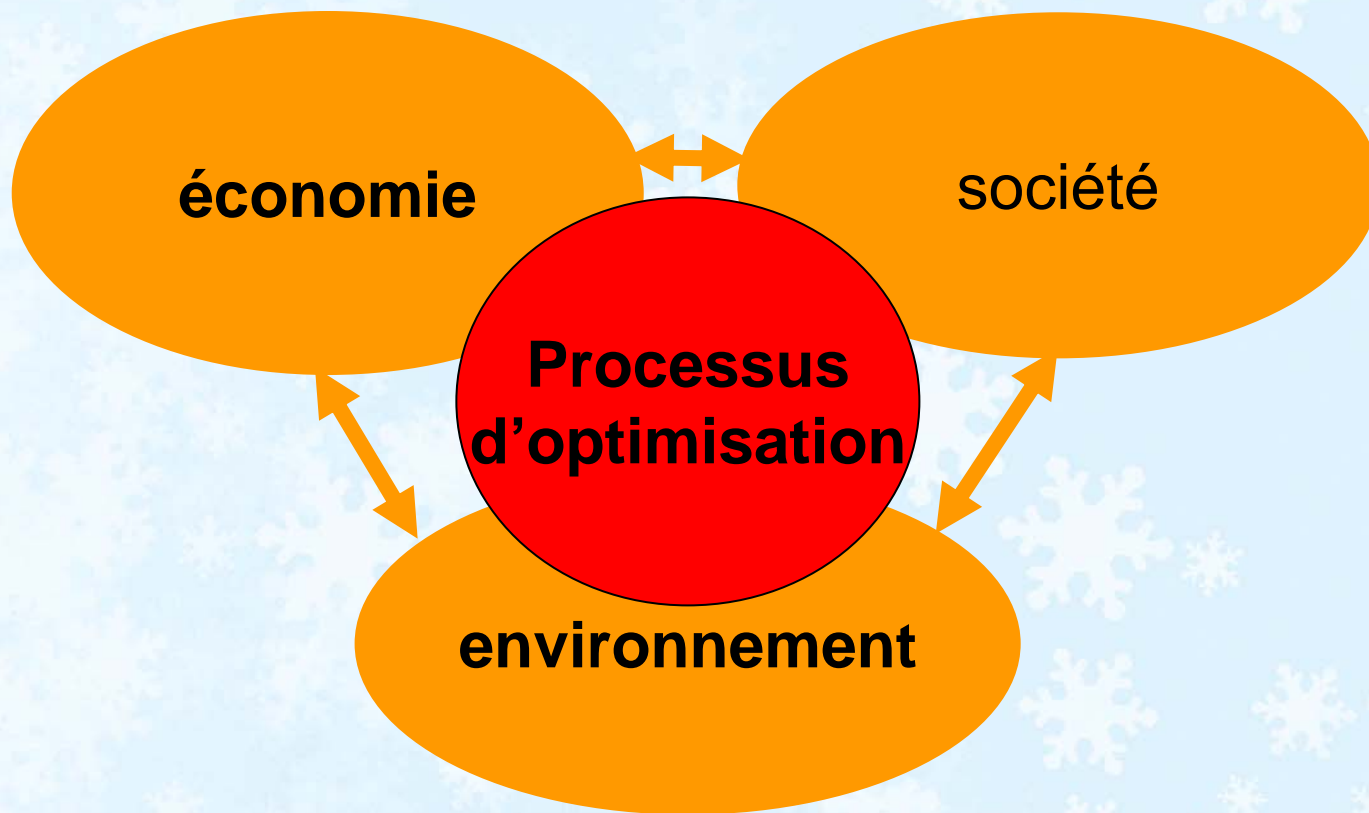 économie
société
Processus
d’optimisation
environnement